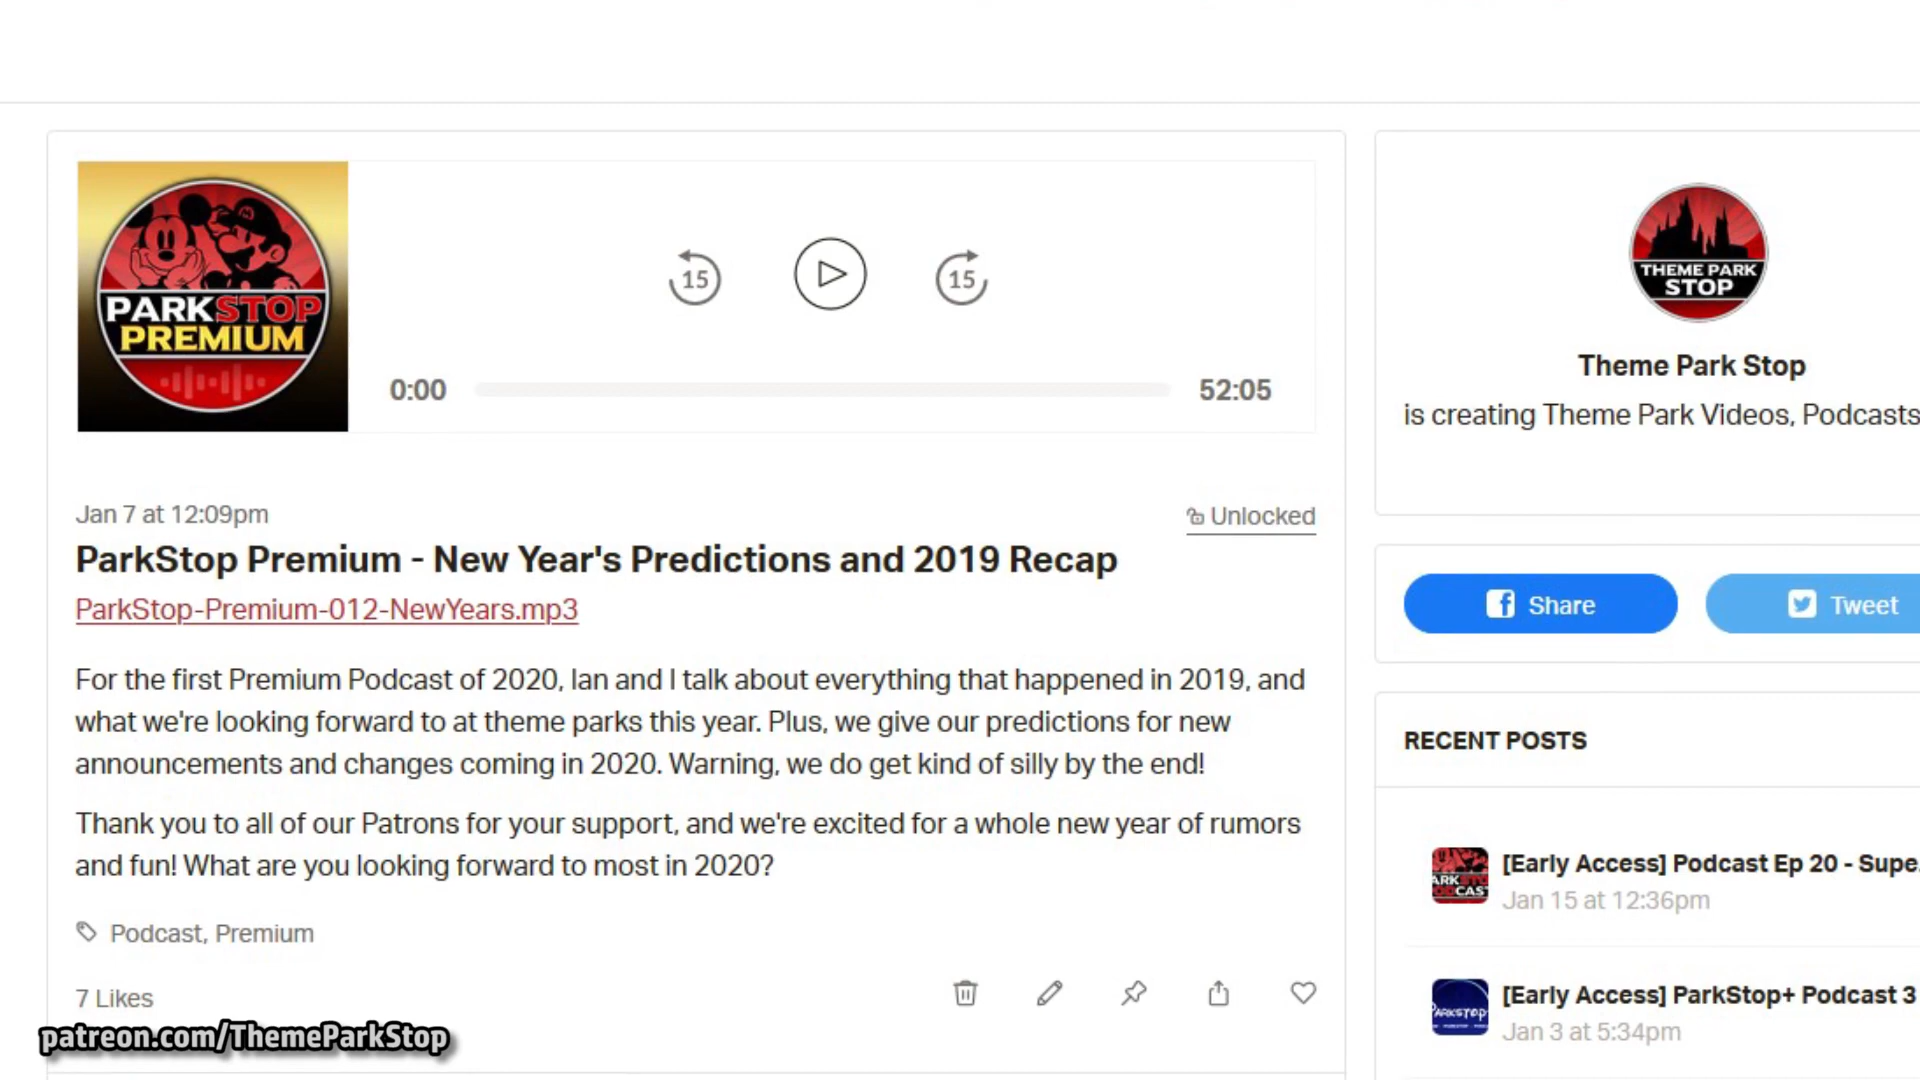 PARKSTOP
PREMIUM
15
15
0:00
52:05
Jan 7 at 12:09pm
Unlocked
ParkStop Premium - New Year's Predictions and 2019 Recap
ParkStop-Premium-012-NewYears.mp3
For the first Premium Podcast of 2020, Ian and I talk about everything that happened in 2019, and
what we're looking forward to at theme parks this year. Plus, we give our predictions for new
announcements and changes coming in 2020. Warning, we do get kind of silly by the end!
Thank you to all of our Patrons for your support, and we're excited for a whole new year of rumors
and fun! What are you looking forward to most in 2020?
Podcast, Premium
7 Likes
patreon.com/ThemeParkStop
THEME PARK
STOP
Theme Park Stop
is creating Theme Park Videos, Podcasts
Share
Tweet
RECENT POSTS
[Early Access] Podcast Ep 20 - Supe
Jan 15 at 12:36pm
[Early Access] ParkStop+ Podcast 3
Jan 3 at 5:34pm